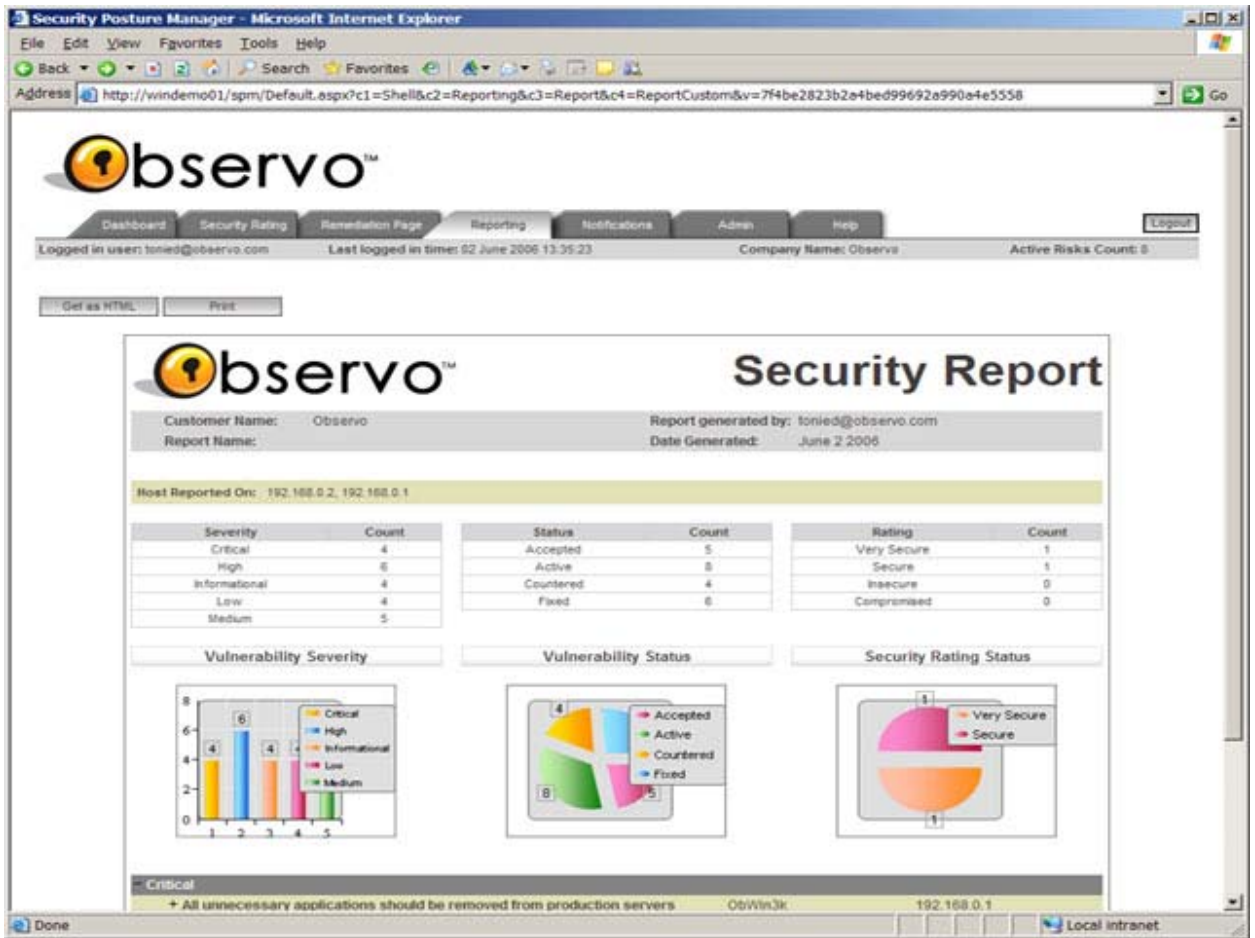 Security Posture Manager - Microsoft Internet Explorer
File Edit View Favorites Tools Help
Back Search Favorites
Address http://windemo01/spm/Default.aspx?c1=Shell&c2=Reporting&c3=Report&c4=ReportCustom&v=7f4be2823b2a4bed99692a990a4e5558 Go
Observo™
Dashboard Security Rating Remediation Page Reporting Notifications Admin Help Logout
Logged in user: tonied@observo.com Last logged in time: 02 June 2006 13:35:23 Company Name: Observo Active Risks Count: 8
Get as HTML Print
Observo™ Security Report
Customer Name: Observo Report generated by: tonied@observo.com
Report Name: Date Generated: June 2 2006
Host Reported On: 192.168.0.2, 192.168.0.1
Severity Count Status Count Rating Count
Critical 4 Accepted 5 Very Secure 1
High 6 Active 8 Secure 1
Informational 4 Countered 4 Insecure 0
Low 4 Fixed 6 Compromised 0
Medium 5
Vulnerability Severity Vulnerability Status Security Rating Status
8
6
4
2
0
1 2 3 4 5
4 6 4 4
Critical
High
Informational
Low
Medium
4
8
5
Accepted
Active
Countered
Fixed
1
1
Very Secure
Secure
- Critical
+ All unnecessary applications should be removed from production servers ObWin3k 192.168.0.1
Done Local intranet